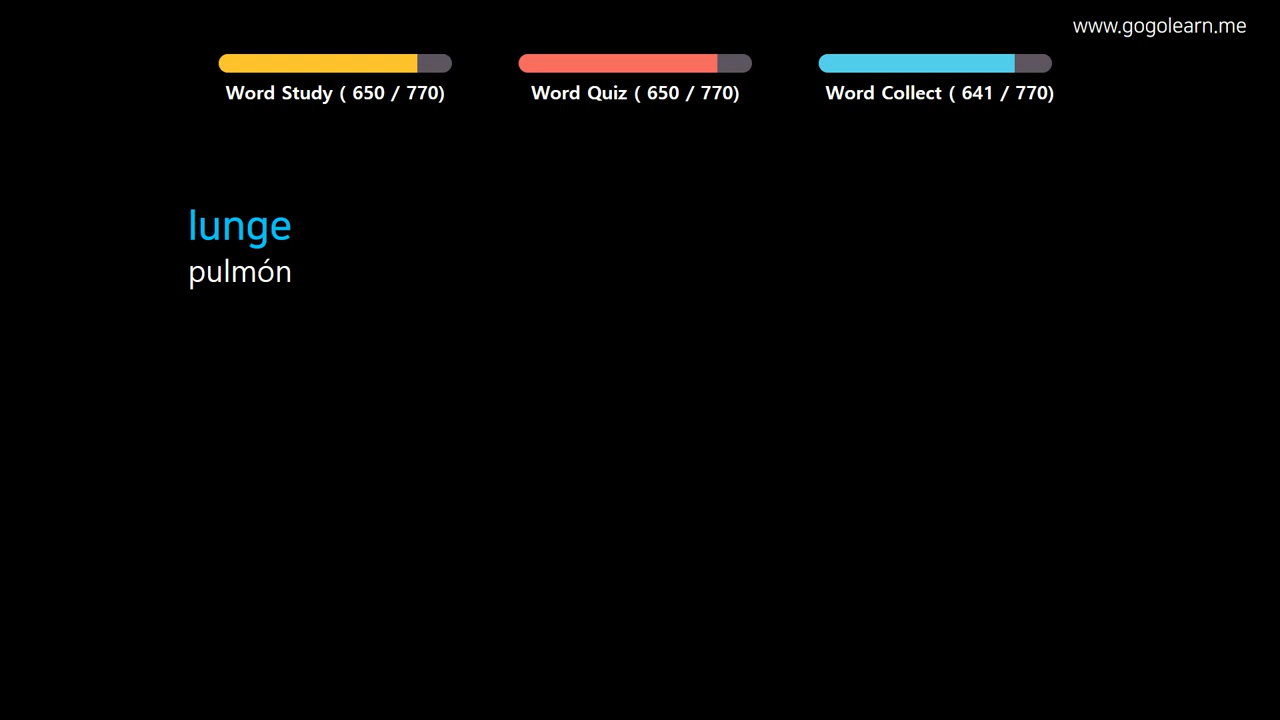 www.gogolearn.me
Word Study ( 650 / 770)
Word Quiz ( 650 / 770)
Word Collect ( 641 / 770)
lunge
pulmón